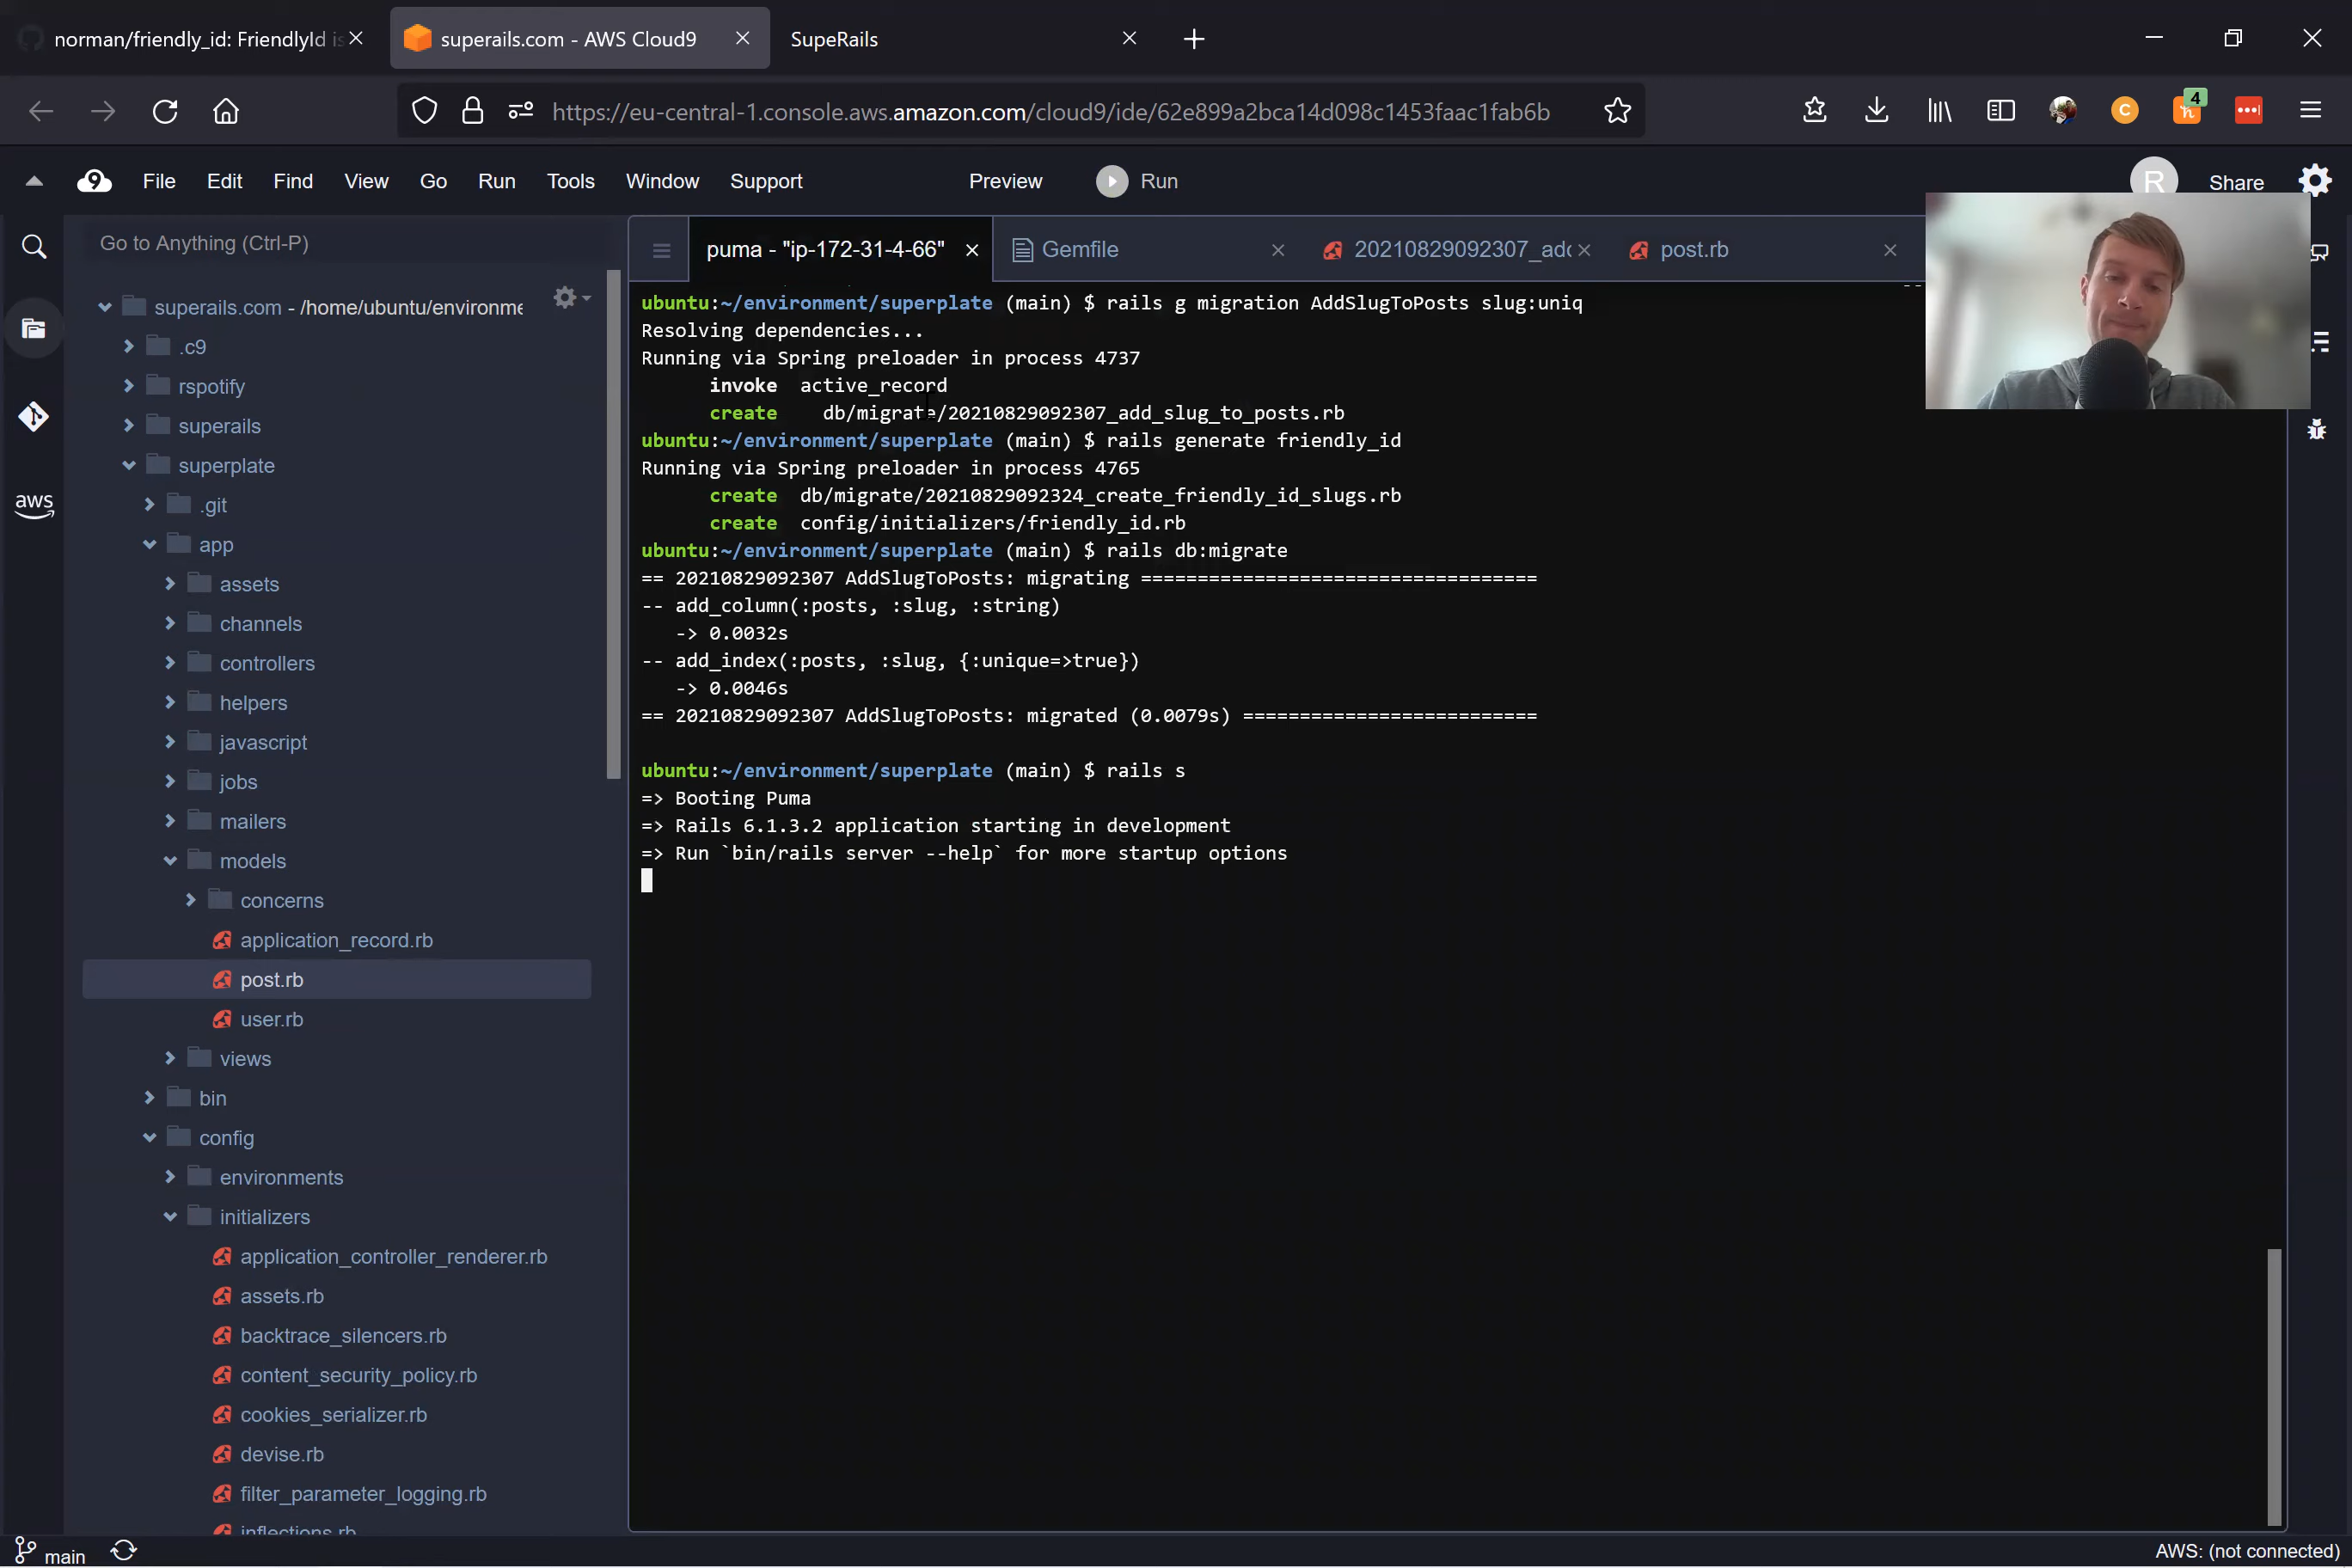 norman/friendly_id: FriendlyId is
superails.com - AWS Cloud9
SupeRails
https://eu-central-1.console.aws.amazon.com/cloud9/ide/62e899a2bca14d098c1453faac1fab6b
C
4
9
File
Edit
Find
View
Go
Run
Tools
Window
Support
Preview
Run
R
Share
Go to Anything (Ctrl-P)
aws
superails.com - /home/ubuntu/environme
.c9
rspotify
superails
superplate
.git
app
assets
channels
controllers
helpers
javascript
jobs
mailers
models
concerns
application_record.rb
post.rb
user.rb
views
bin
config
environments
initializers
application_controller_renderer.rb
assets.rb
backtrace_silencers.rb
content_security_policy.rb
cookies_serializer.rb
devise.rb
filter_parameter_logging.rb
inflections.rb
puma - "ip-172-31-4-66"
Gemfile
20210829092307_add
post.rb
ubuntu:~/environment/superplate (main) $ rails g migration AddSlugToPosts slug:uniq
Resolving dependencies...
Running via Spring preloader in process 4737
invoke active_record
create db/migrate/20210829092307_add_slug_to_posts.rb
ubuntu:~/environment/superplate (main) $ rails generate friendly_id
Running via Spring preloader in process 4765
create db/migrate/20210829092324_create_friendly_id_slugs.rb
create config/initializers/friendly_id.rb
ubuntu:~/environment/superplate (main) $ rails db:migrate
== 20210829092307 AddSlugToPosts: migrating ===================================
-- add_column(:posts, :slug, :string)
-> 0.0032s
-- add_index(:posts, :slug, {:unique=>true})
-> 0.0046s
== 20210829092307 AddSlugToPosts: migrated (0.0079s) ==========================
ubuntu:~/environment/superplate (main) $ rails s
=> Booting Puma
=> Rails 6.1.3.2 application starting in development
=> Run `bin/rails server --help` for more startup options
main
AWS: (not connected)